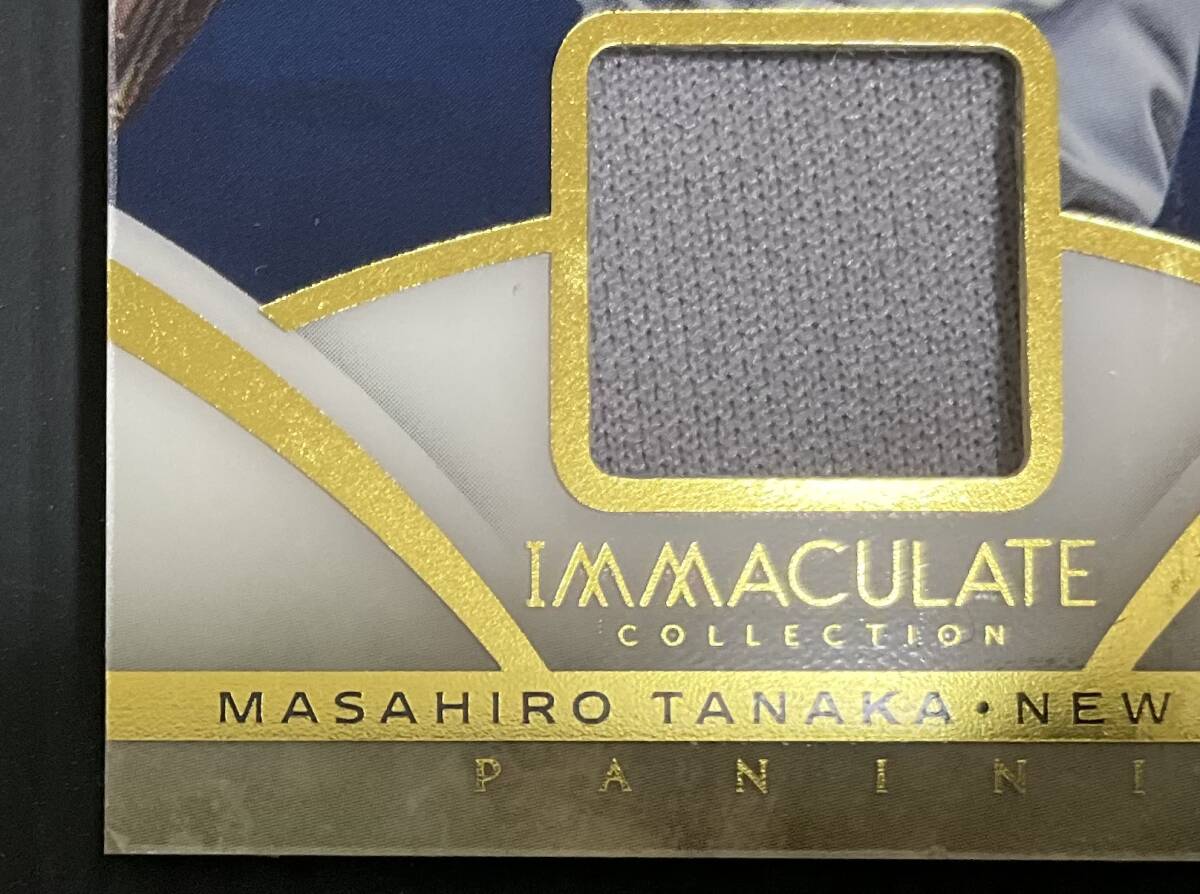 IMMACULATE
COLLECTION
MASAHIRO TANAKA • NEW
PANINI